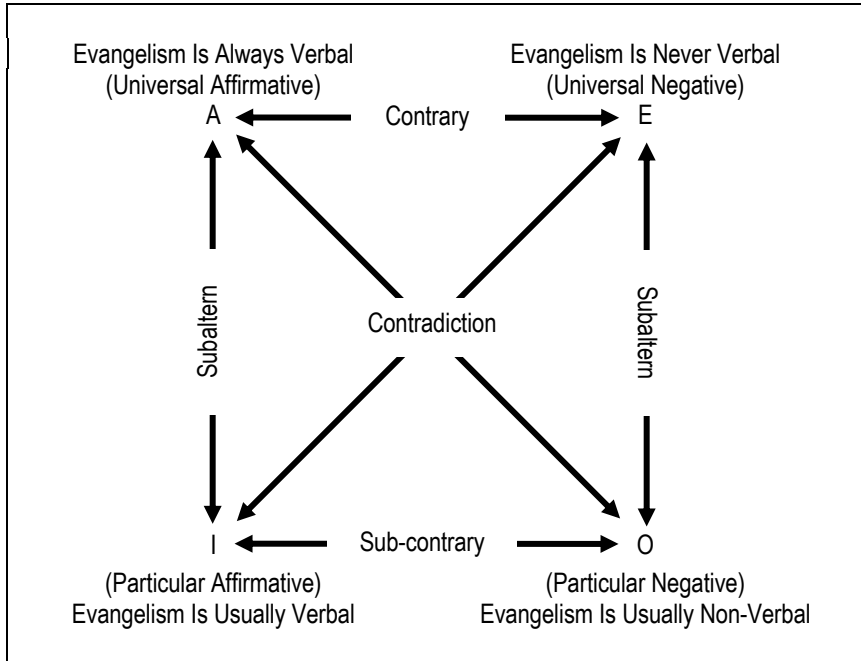 Evangelism Is Always Verbal
(Universal Affirmative)
A
Evangelism Is Never Verbal
(Universal Negative)
E
Contrary
Subaltern
Contradiction
Subaltern
I
Sub-contrary
O
(Particular Affirmative)
Evangelism Is Usually Verbal
(Particular Negative)
Evangelism Is Usually Non-Verbal